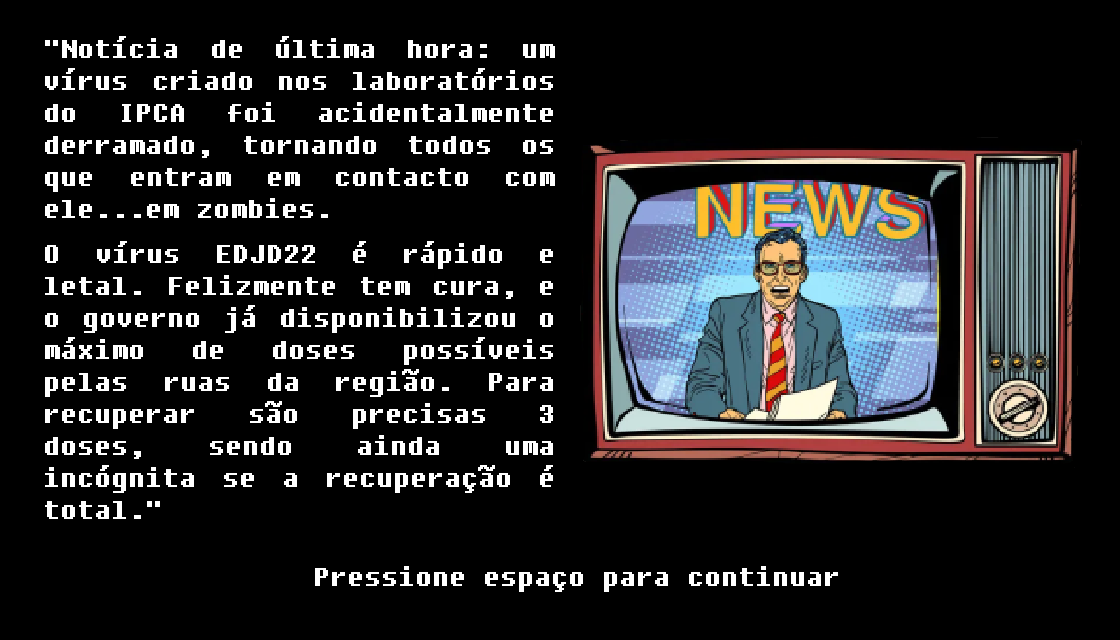 "Notícia de última hora: um
vírus criado nos laboratórios
do IPCA foi acidentalmente
derramado, tornando todos os
que entram em contacto com
ele...em zombies.
O vírus EDJD22 é rápido e
letal. Felizmente tem cura, e
o governo já disponibilizou o
máximo de doses possíveis
pelas ruas da região. Para
recuperar são precisas 3
doses, sendo ainda uma
incógnita se a recuperação é
total."
NEWS
Pressione espaço para continuar